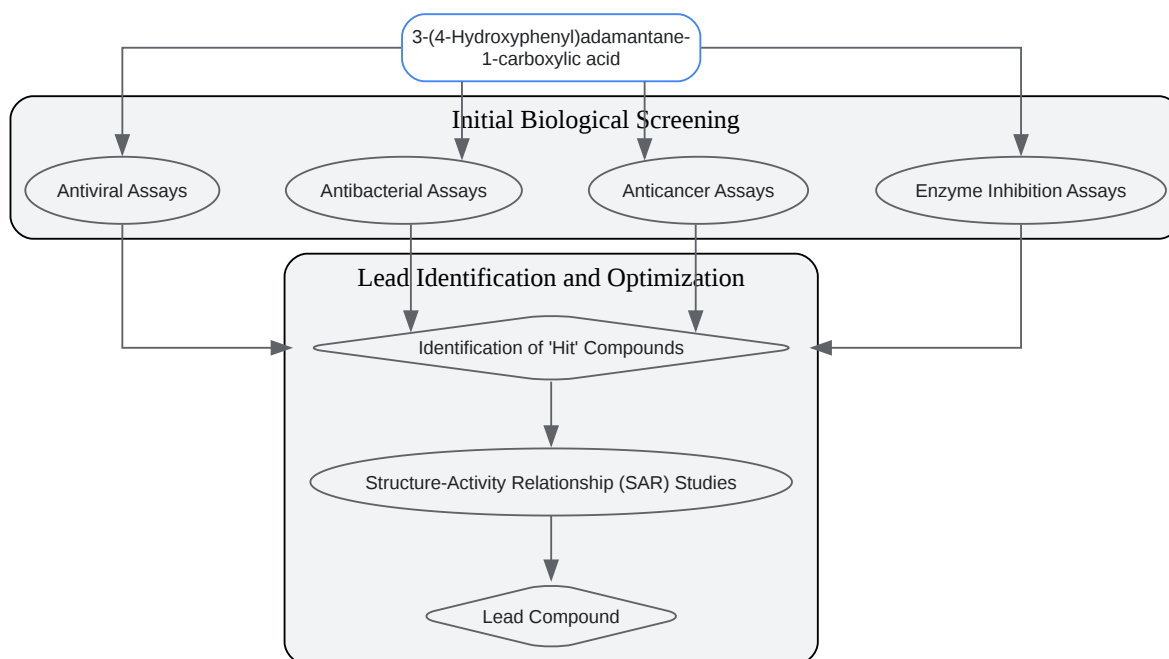 3-(4-Hydroxyphenyl)adamantane-
1-carboxylic acid
Initial Biological Screening
Antiviral Assays
Antibacterial Assays
Anticancer Assays
Enzyme Inhibition Assays
Lead Identification and Optimization
Identification of 'Hit' Compounds
Structure-Activity Relationship (SAR) Studies
Lead Compound